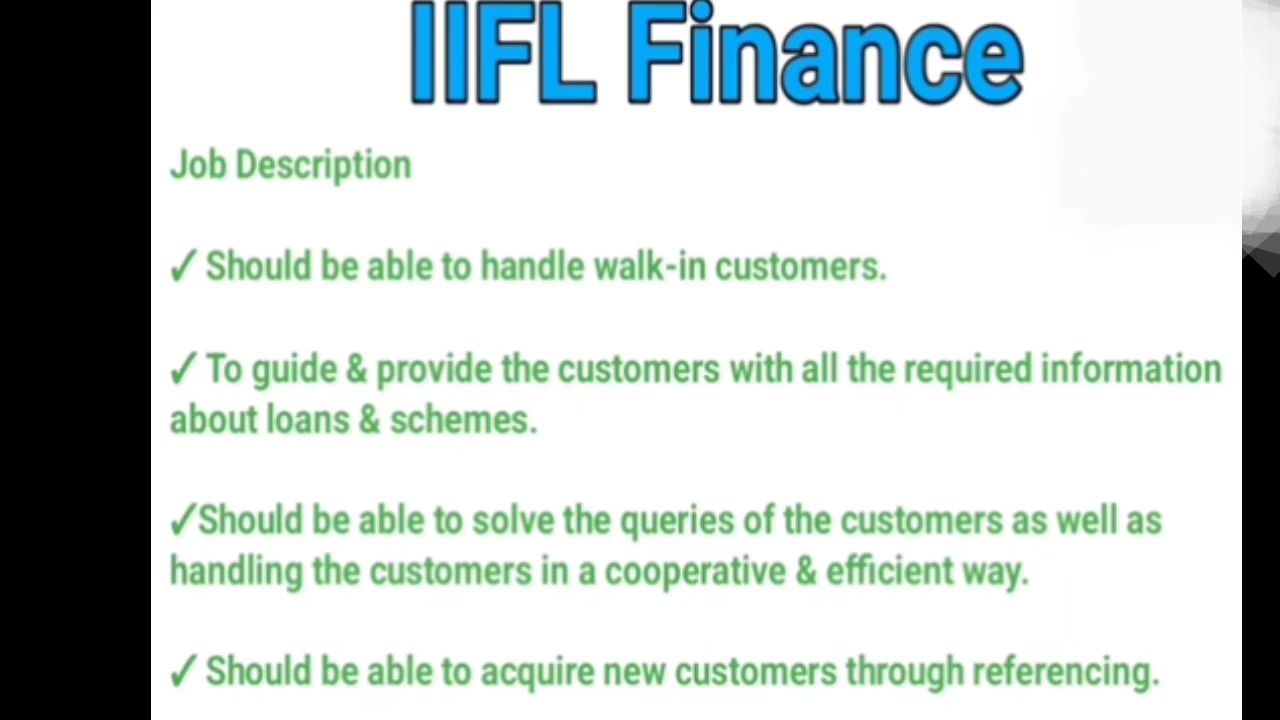 IIFL Finance
Job Description
✓ Should be able to handle walk-in customers.
✓ To guide & provide the customers with all the required information
about loans & schemes.
✓Should be able to solve the queries of the customers as well as
handling the customers in a cooperative & efficient way.
✓ Should be able to acquire new customers through referencing.